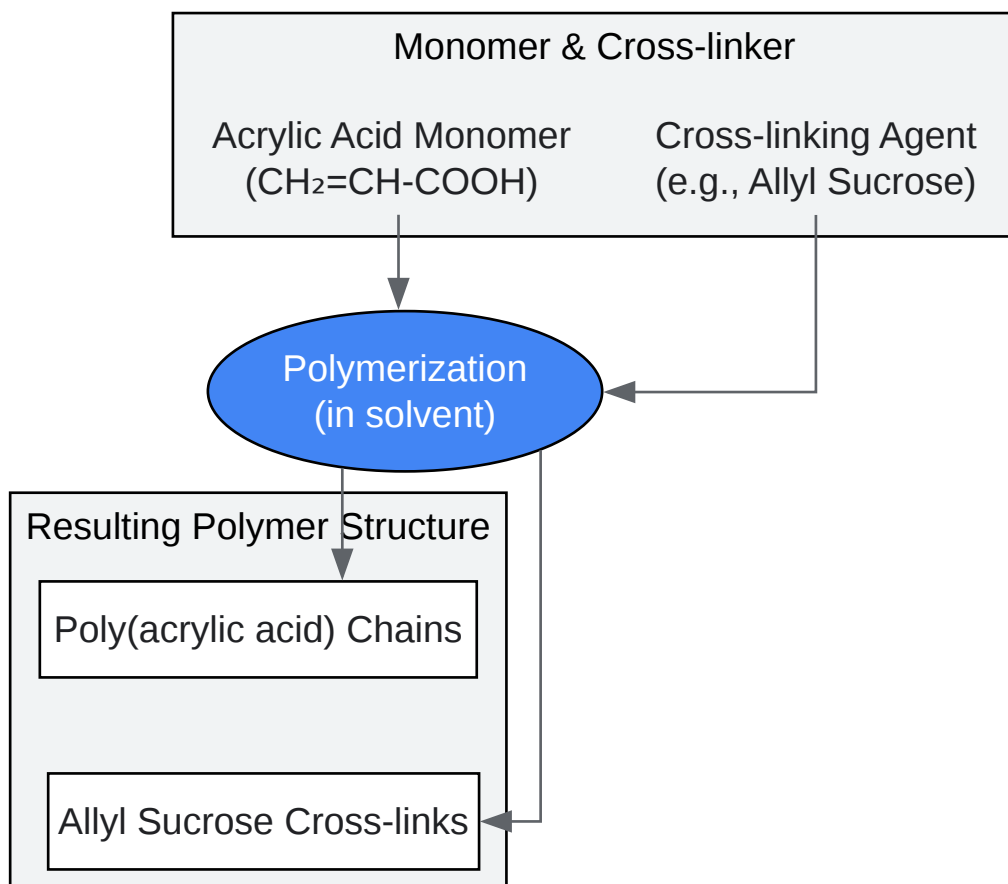 Monomer & Cross-linker
Acrylic Acid Monomer
(CH₂=CH-COOH)
Cross-linking Agent
(e.g., Allyl Sucrose)
Polymerization
(in solvent)
Resulting Polymer Structure
Poly(acrylic acid) Chains
Allyl Sucrose Cross-links